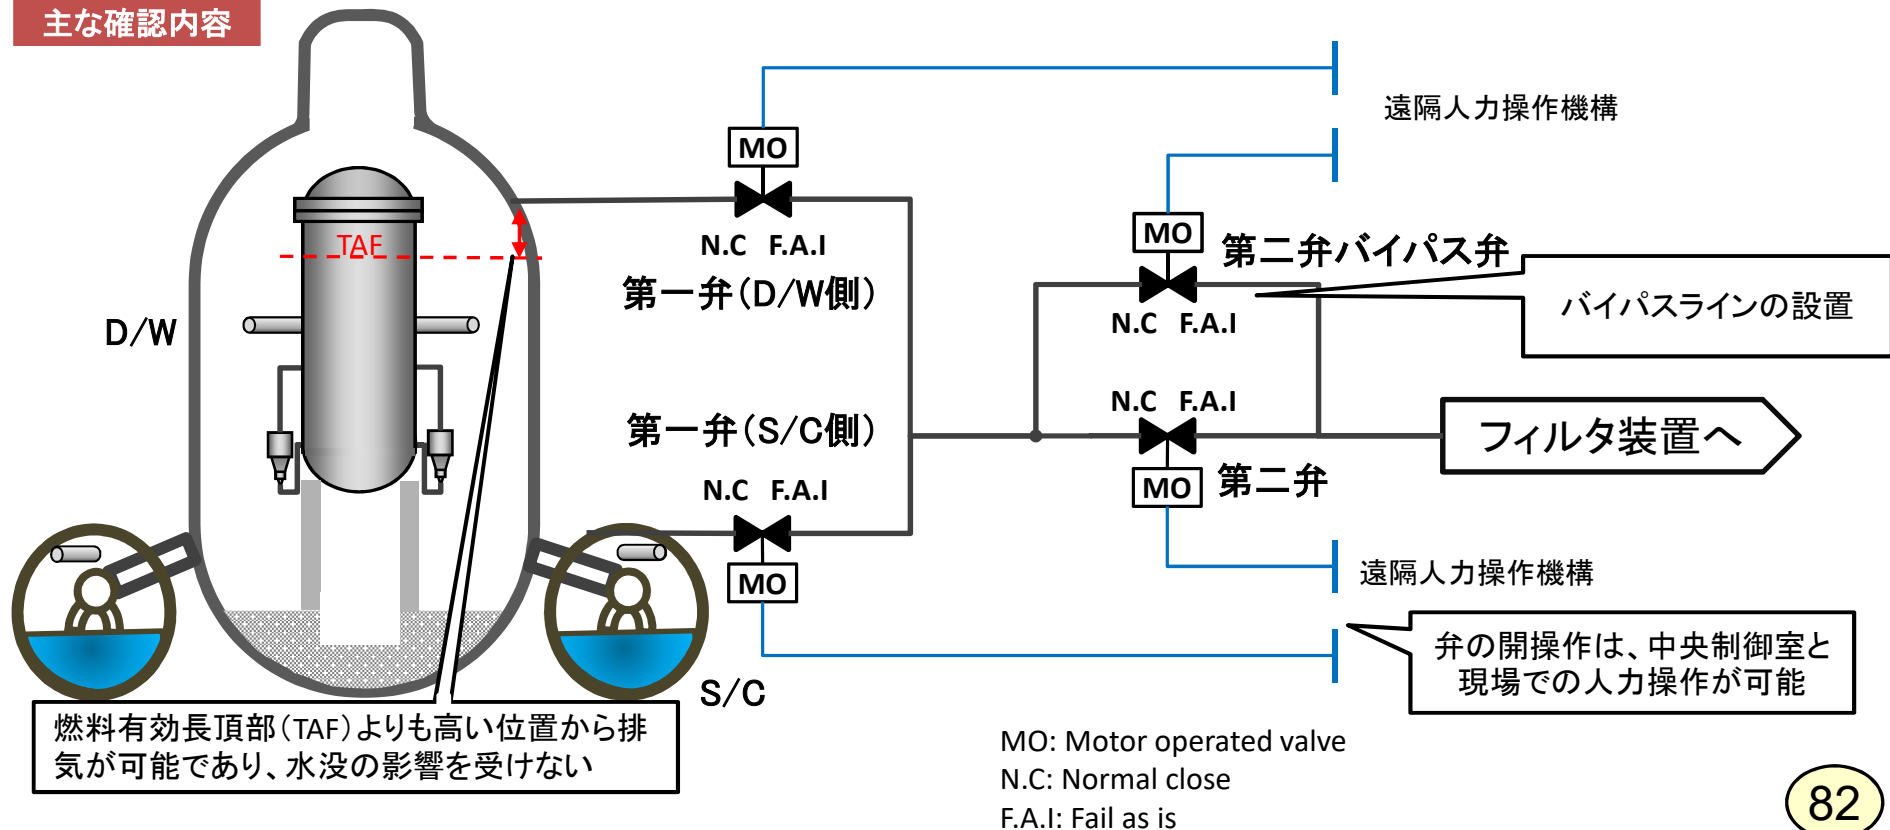 主な確認内容
遠隔人力操作機構
MO
MO
第二弁バイパス弁
TAF
N.C F.A.I
第一弁(D/W側)
バイパスラインの設置
D/W
N.C F.A.I
N.C F.A.I
第一弁(S/C側)
フィルタ装置へ
N.C F.A.I
MO
第二弁
MO
遠隔人力操作機構
弁の開操作は、中央制御室と
現場での人力操作が可能
S/C
燃料有効長頂部(TAF)よりも高い位置から排
気が可能であり、水没の影響を受けない
MO: Motor operated valve
N.C: Normal close
F.A.I: Fail as is
82